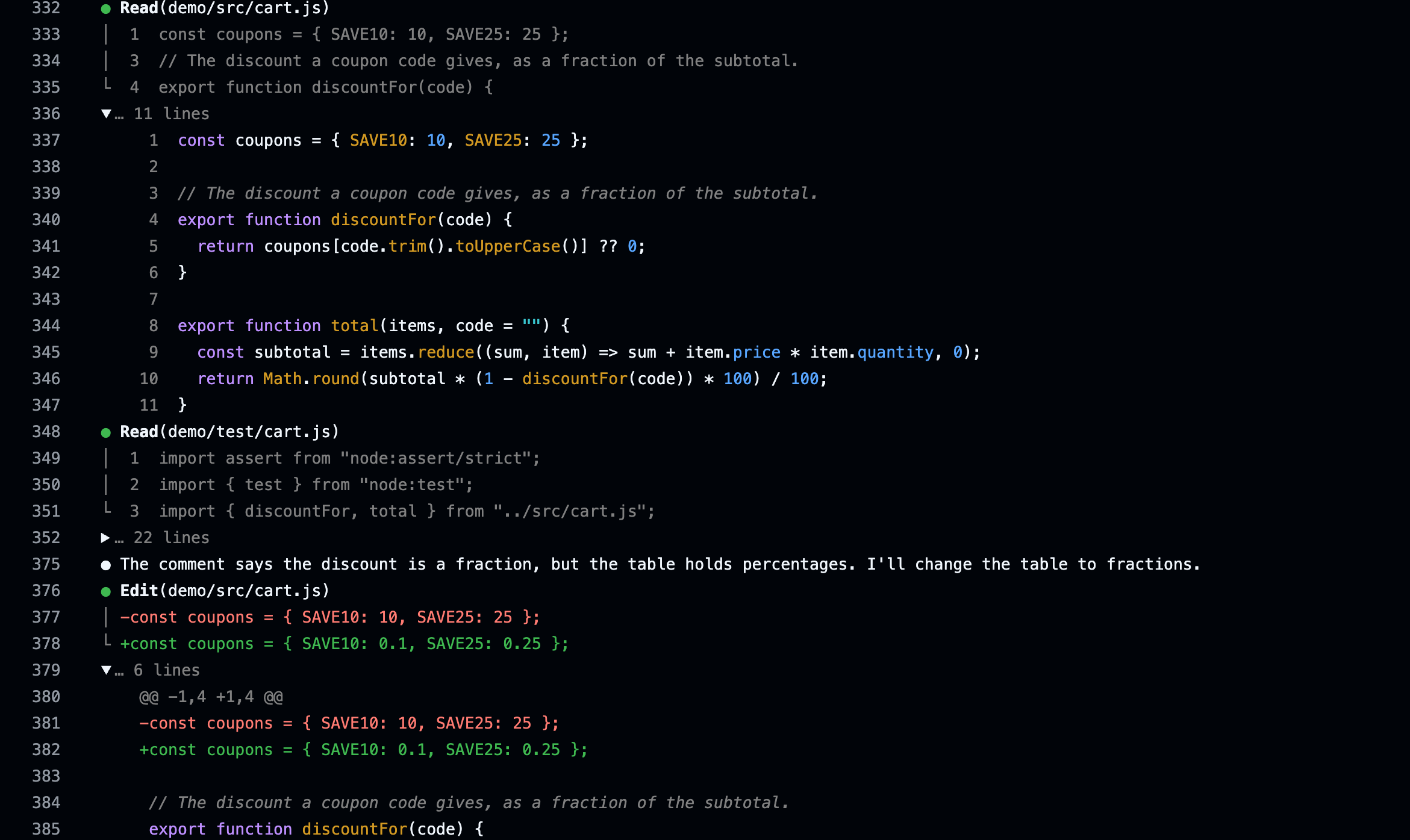 332 ● Read(demo/src/cart.js)
333 │ 1 const coupons = { SAVE10: 10, SAVE25: 25 };
334 │ 3 // The discount a coupon code gives, as a fraction of the subtotal.
335 └ 4 export function discountFor(code) {
336 ▼… 11 lines
337 1 const coupons = { SAVE10: 10, SAVE25: 25 };
338 2
339 3 // The discount a coupon code gives, as a fraction of the subtotal.
340 4 export function discountFor(code) {
341 5   return coupons[code.trim().toUpperCase()] ?? 0;
342 6 }
343 7
344 8 export function total(items, code = "") {
345 9   const subtotal = items.reduce((sum, item) => sum + item.price * item.quantity, 0);
346 10   return Math.round(subtotal * (1 - discountFor(code)) * 100) / 100;
347 11 }
348 ● Read(demo/test/cart.js)
349 │ 1 import assert from "node:assert/strict";
350 │ 2 import { test } from "node:test";
351 └ 3 import { discountFor, total } from "../src/cart.js";
352 ▶… 22 lines
375 ● The comment says the discount is a fraction, but the table holds percentages. I'll change the table to fractions.
376 ● Edit(demo/src/cart.js)
377 │ -const coupons = { SAVE10: 10, SAVE25: 25 };
378 └ +const coupons = { SAVE10: 0.1, SAVE25: 0.25 };
379 ▼… 6 lines
380 @@ -1,4 +1,4 @@
381 -const coupons = { SAVE10: 10, SAVE25: 25 };
382 +const coupons = { SAVE10: 0.1, SAVE25: 0.25 };
383
384 // The discount a coupon code gives, as a fraction of the subtotal.
385 export function discountFor(code) {